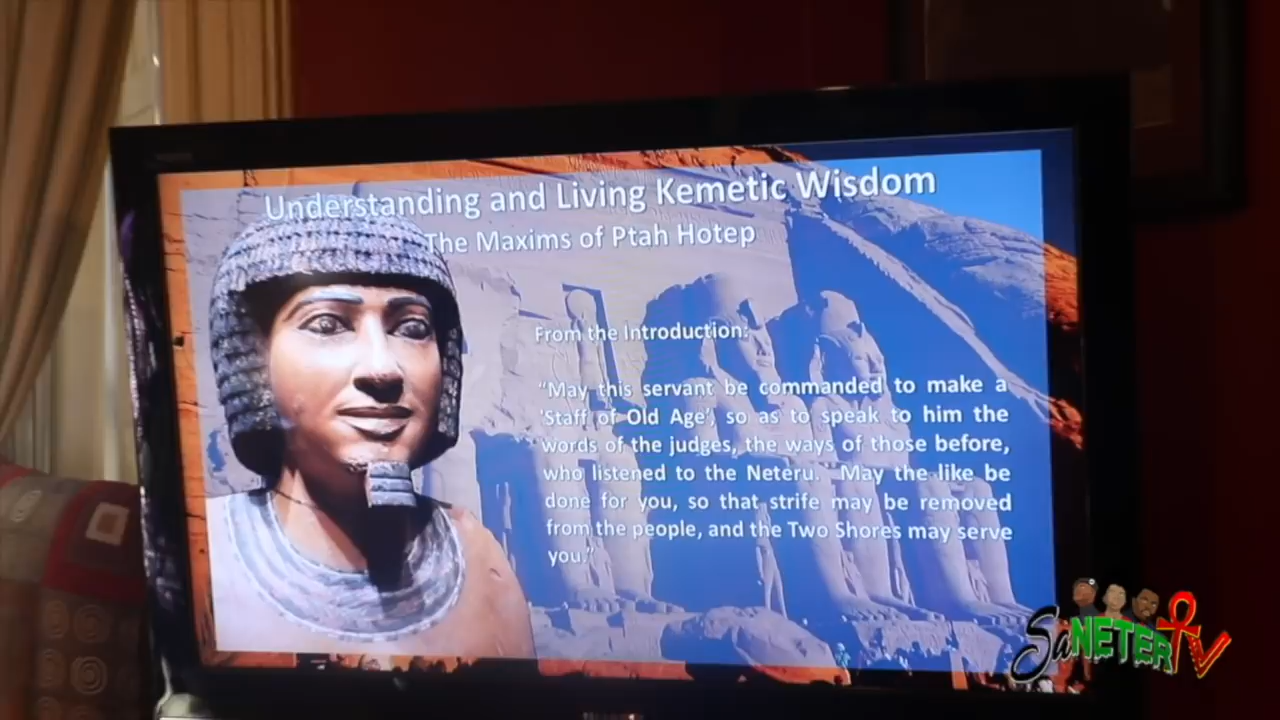 Understanding and Living Kemetic Wisdom
The Maxims of Ptah Hotep
From the Introduction:
“May this servant be commanded to make a
'Staff of Old Age', so as to speak to him the
words of the judges, the ways of those before,
who listened to the Neteru. May the like be
done for you, so that strife may be removed
from the people, and the Two Shores may serve
you.”
SaNETERTV